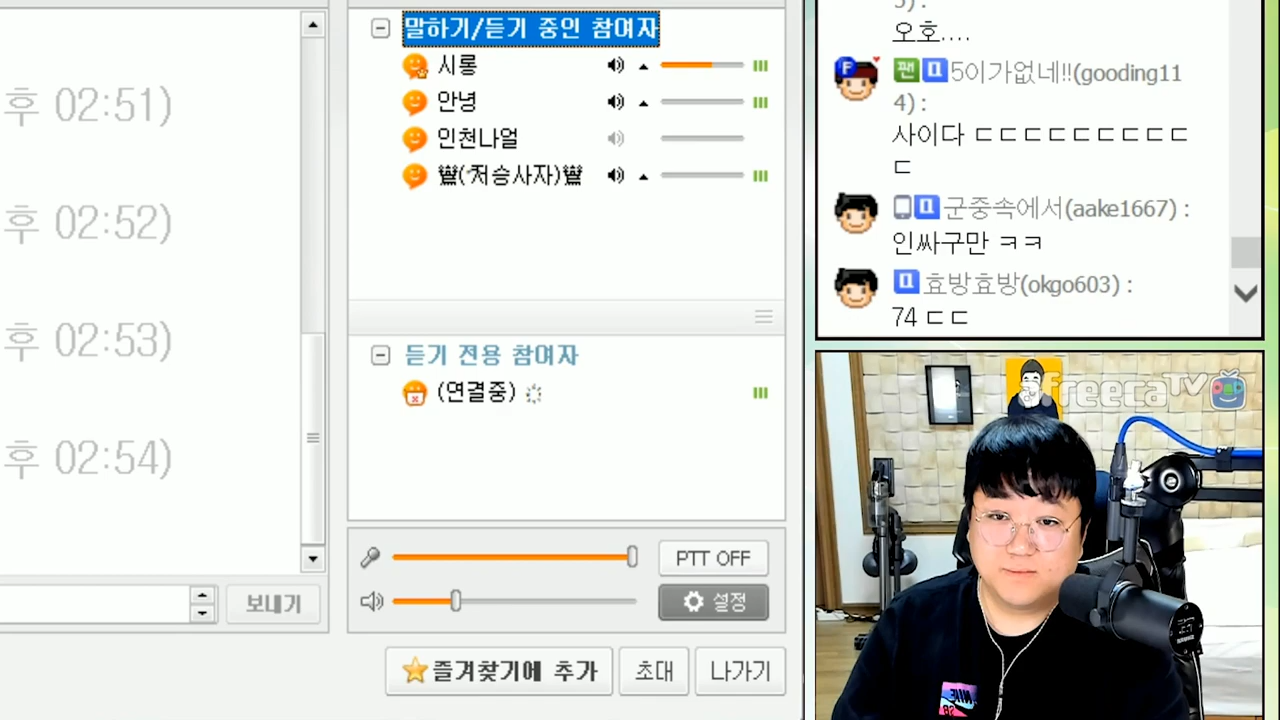 후 02:51)
후 02:52)
후 02:53)
후 02:54)
보내기
말하기/듣기 중인 참여자
시롱
안녕
인천나얼
(저승사자)
듣기 전용 참여자
(연결중)
PTT OFF
설정
즐겨찾기에 추가
초대
나가기
오호....
F 팬 5이가없네!!(gooding11
4) :
사이다 ㄷㄷㄷㄷㄷㄷㄷㄷㄷ
ㄷ
군중속에서(aake1667) :
인싸구만 ㅋㅋ
효방효방(okgo603) :
74 ㄷㄷ
afreecaTV
NIKE
SB